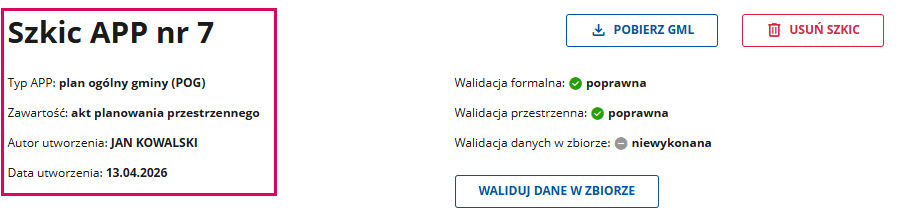 Szkic APP nr 7
POBIERZ GML
USUŃ SZKIC
Typ APP: plan ogólny gminy (POG)
Zawartość: akt planowania przestrzennego
Autor utworzenia: JAN KOWALSKI
Data utworzenia: 13.04.2026
Walidacja formalna: poprawna
Walidacja przestrzenna: poprawna
Walidacja danych w zbiorze: niewykonana
WALIDUJ DANE W ZBIORZE